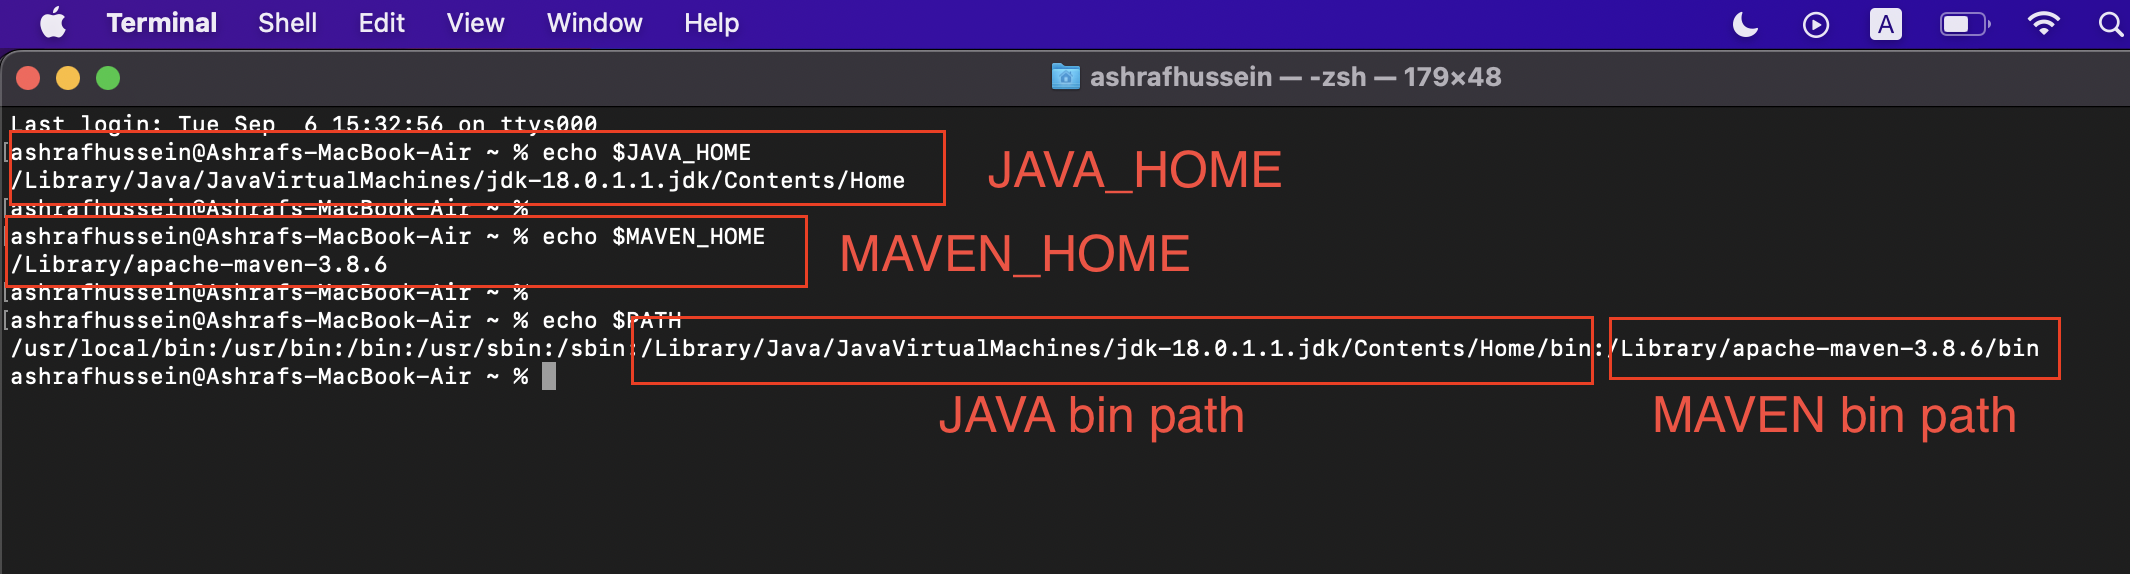 Terminal Shell Edit View Window Help A
ashrafhussein — -zsh — 179×48
Last login: Tue Sep  6 15:32:56 on ttys000
ashrafhussein@Ashrafs-MacBook-Air ~ % echo $JAVA_HOME
/Library/Java/JavaVirtualMachines/jdk-18.0.1.1.jdk/Contents/Home
JAVA_HOME
ashrafhussein@Ashrafs-MacBook-Air ~ %
ashrafhussein@Ashrafs-MacBook-Air ~ % echo $MAVEN_HOME
/Library/apache-maven-3.8.6
MAVEN_HOME
ashrafhussein@Ashrafs-MacBook-Air ~ %
ashrafhussein@Ashrafs-MacBook-Air ~ % echo $PATH
/usr/local/bin:/usr/bin:/bin:/usr/sbin:/sbin:/Library/Java/JavaVirtualMachines/jdk-18.0.1.1.jdk/Contents/Home/bin:/Library/apache-maven-3.8.6/bin
ashrafhussein@Ashrafs-MacBook-Air ~ %
JAVA bin path
MAVEN bin path